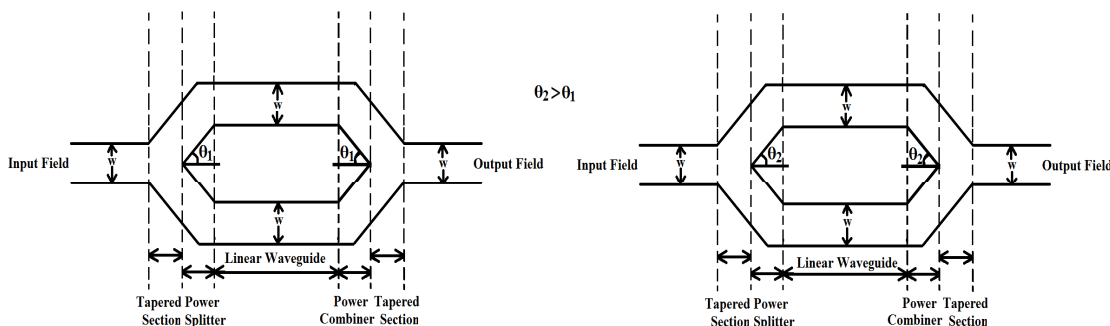 θ2>θ1
w
θ1
θ1
Input Field
w
w
Output Field
w
Linear Waveguide
Tapered Power
Section Splitter
Power Tapered
Combiner Section
w
θ2
θ2
Input Field
w
w
Output Field
w
Linear Waveguide
Tapered Power
Section Splitter
Power Tapered
Combiner Section